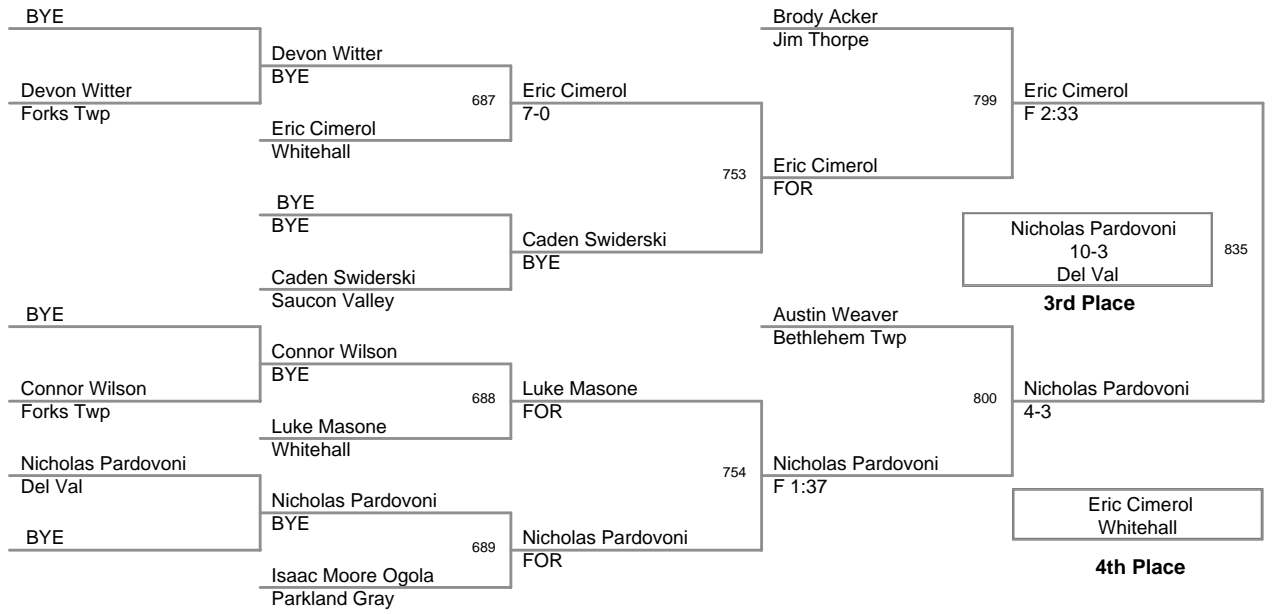 BYE
Devon Witter
Forks Twp
Devon Witter
BYE
687
Eric Cimerol
Whitehall
Eric Cimerol
7-0
BYE
BYE
Caden Swiderski
Saucon Valley
Caden Swiderski
BYE
753
Brody Acker
Jim Thorpe
Eric Cimerol
FOR
799
Eric Cimerol
F 2:33
BYE
Connor Wilson
Forks Twp
Connor Wilson
BYE
688
Luke Masone
Whitehall
Luke Masone
FOR
Nicholas Pardovoni
Del Val
BYE
Nicholas Pardovoni
BYE
689
Isaac Moore Ogola
Parkland Gray
Nicholas Pardovoni
FOR
754
Austin Weaver
Bethlehem Twp
Nicholas Pardovoni
F 1:37
800
Nicholas Pardovoni
4-3
Nicholas Pardovoni
10-3
Del Val
835
3rd Place
Eric Cimerol
Whitehall
4th Place